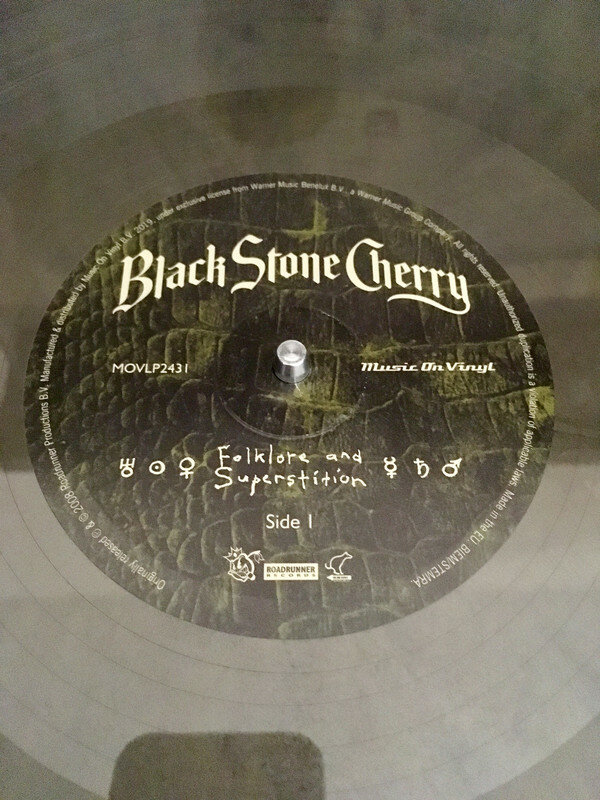 Black Stone Cherry
MOVLP2431
Music On Vinyl
♅ ☉ ♀ Folklore and Superstition ☿ ♄ ♂
Side 1
ROADRUNNER
RECORDS
Originally released ℗ & © 2008 Roadrunner Productions B.V. Manufactured & distributed by Music On Vinyl B.V. 2019, under exclusive license from Warner Music Benelux B.V., a Warner Music Group Company. All rights reserved. Unauthorized duplication is a violation of applicable laws. Made in the EU. BIEM/STEMRA.